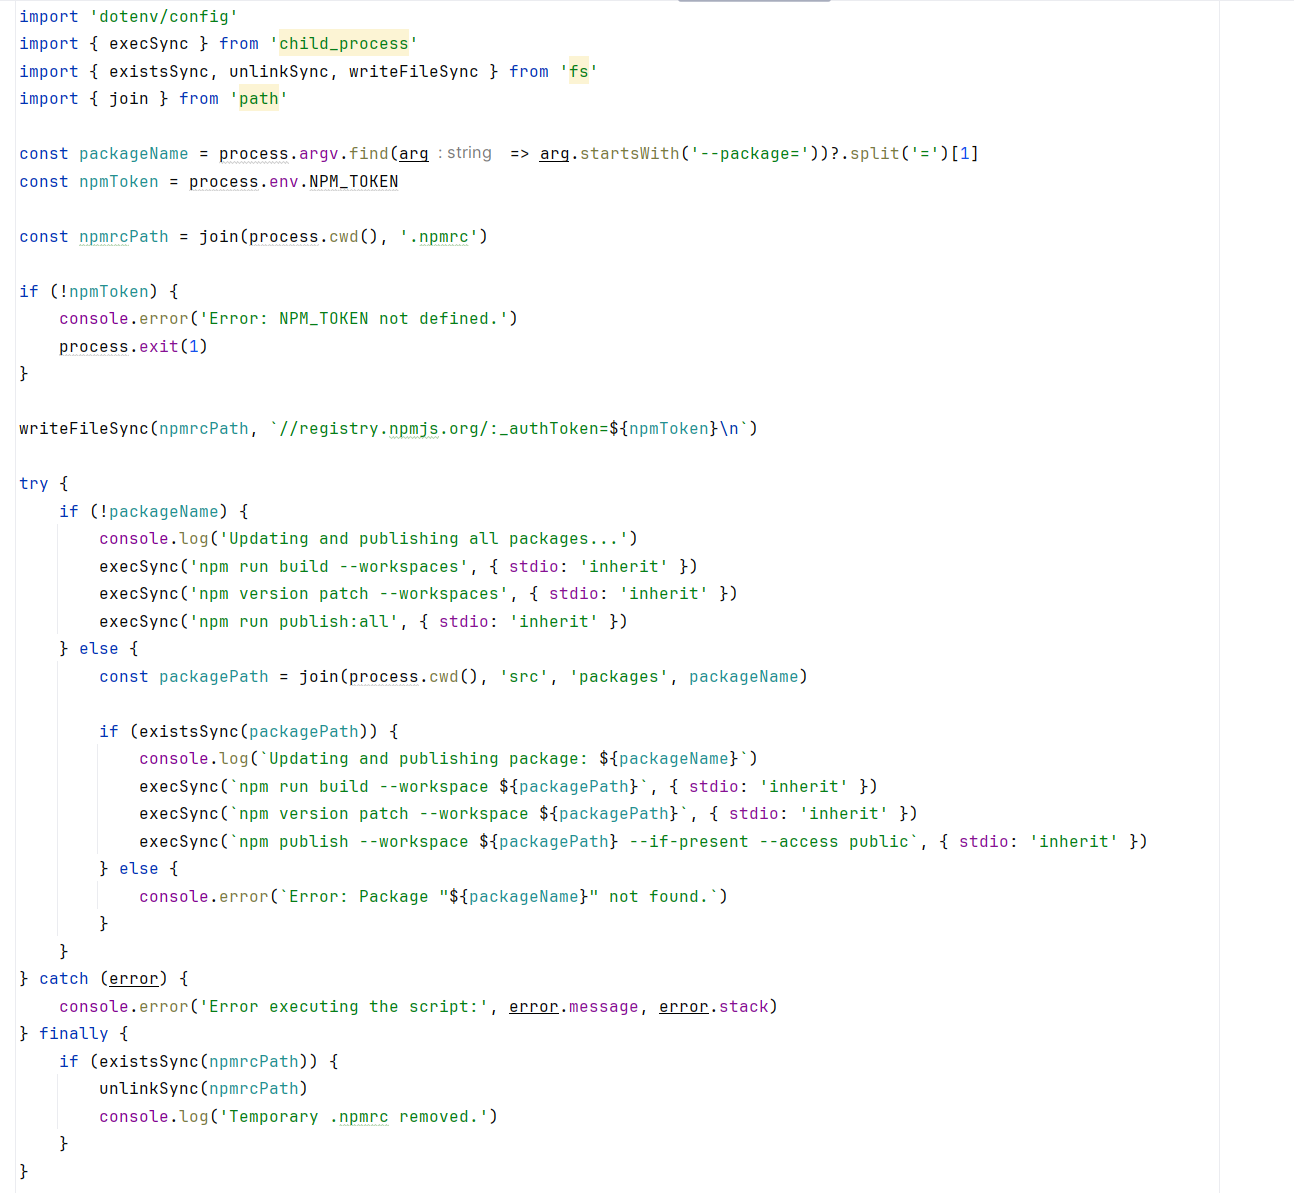 import 'dotenv/config'
import { execSync } from 'child_process'
import { existsSync, unlinkSync, writeFileSync } from 'fs'
import { join } from 'path'

const packageName = process.argv.find(arg : string => arg.startsWith('--package='))?.split('=')[1]
const npmToken = process.env.NPM_TOKEN

const npmrcPath = join(process.cwd(), '.npmrc')

if (!npmToken) {
    console.error('Error: NPM_TOKEN not defined.')
    process.exit(1)
}

writeFileSync(npmrcPath, `//registry.npmjs.org/:_authToken=${npmToken}\n`)

try {
    if (!packageName) {
        console.log('Updating and publishing all packages...')
        execSync('npm run build --workspaces', { stdio: 'inherit' })
        execSync('npm version patch --workspaces', { stdio: 'inherit' })
        execSync('npm run publish:all', { stdio: 'inherit' })
    } else {
        const packagePath = join(process.cwd(), 'src', 'packages', packageName)

        if (existsSync(packagePath)) {
            console.log(`Updating and publishing package: ${packageName}`)
            execSync(`npm run build --workspace ${packagePath}`, { stdio: 'inherit' })
            execSync(`npm version patch --workspace ${packagePath}`, { stdio: 'inherit' })
            execSync(`npm publish --workspace ${packagePath} --if-present --access public`, { stdio: 'inherit' })
        } else {
            console.error(`Error: Package "${packageName}" not found.`)
        }
    }
} catch (error) {
    console.error('Error executing the script:', error.message, error.stack)
} finally {
    if (existsSync(npmrcPath)) {
        unlinkSync(npmrcPath)
        console.log('Temporary .npmrc removed.')
    }
}